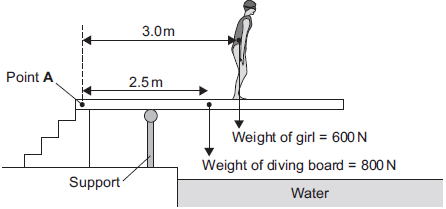 3.0 m
Point A
2.5 m
Weight of girl = 600 N
Weight of diving board = 800 N
Support
Water